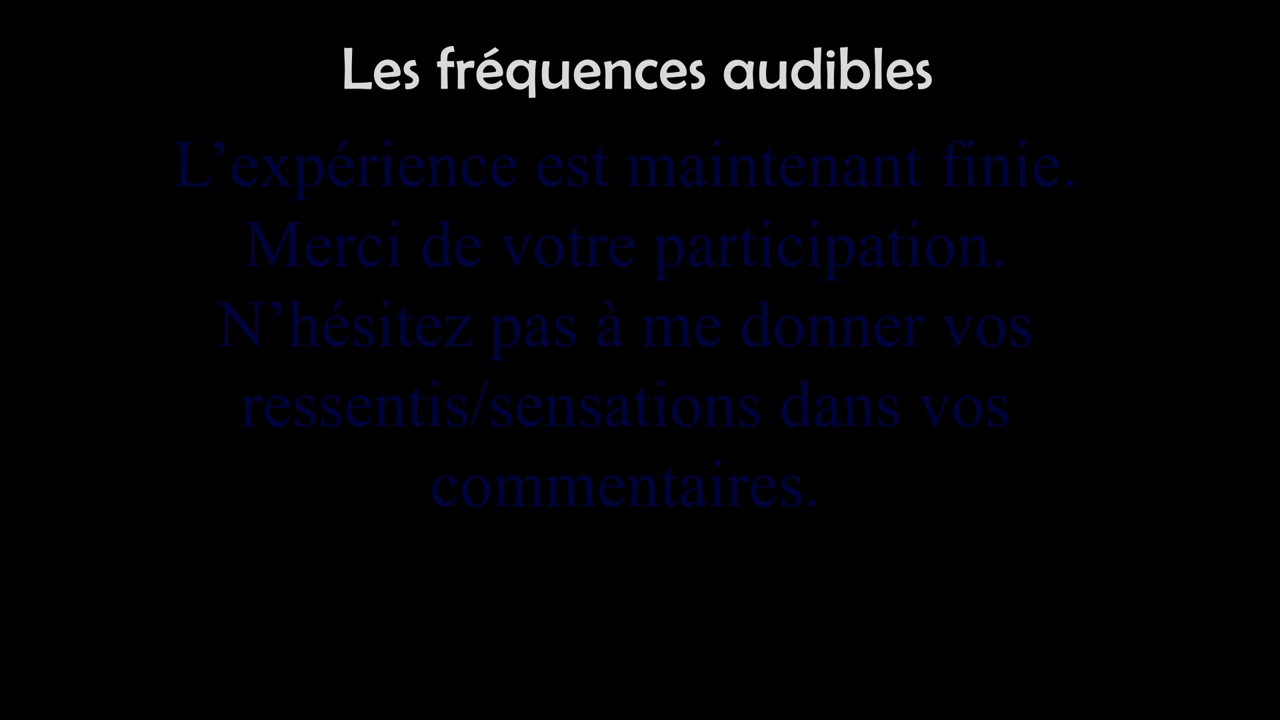 Les fréquences audibles
L’expérience est maintenant finie.
Merci de votre participation.
N’hésitez pas à me donner vos
ressentis/sensations dans vos
commentaires.